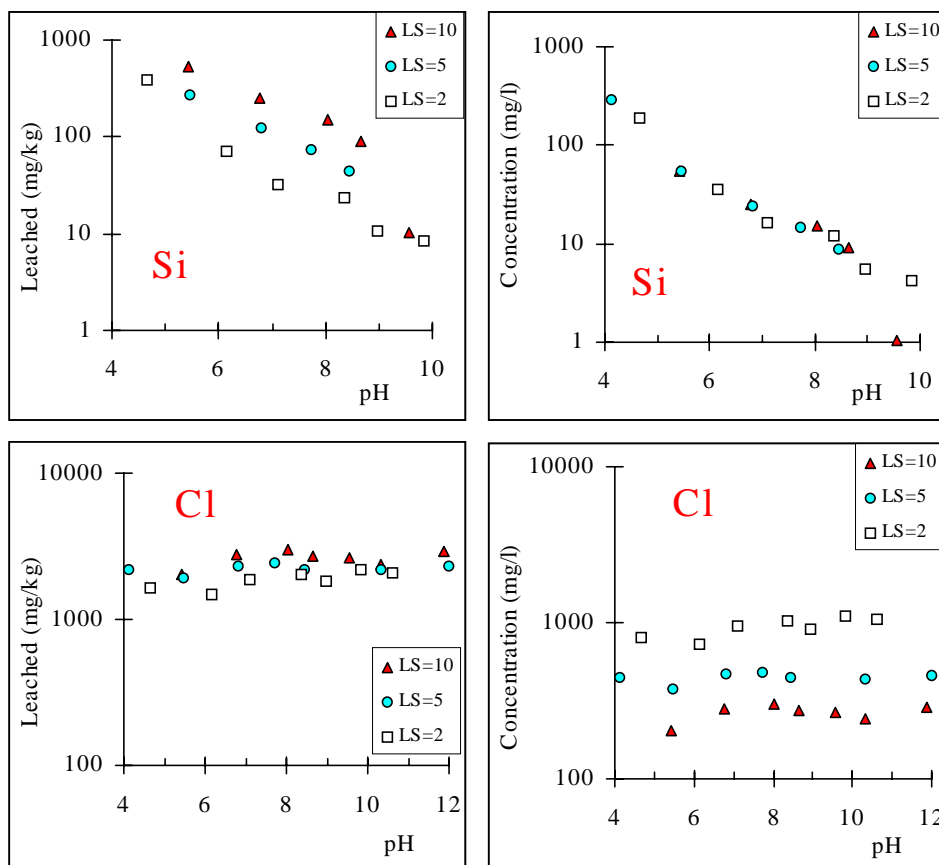 1000
100
10
1
Leached (mg/kg)
4 6 8 10
pH
Si
LS=10
LS=5
LS=2
1000
100
10
1
Concentration (mg/l)
4 6 8 10
pH
Si
LS=10
LS=5
LS=2
10000
1000
100
Leached (mg/kg)
4 6 8 10 12
pH
Cl
LS=10
LS=5
LS=2
10000
1000
100
Concentration (mg/l)
4 6 8 10 12
pH
Cl
LS=10
LS=5
LS=2